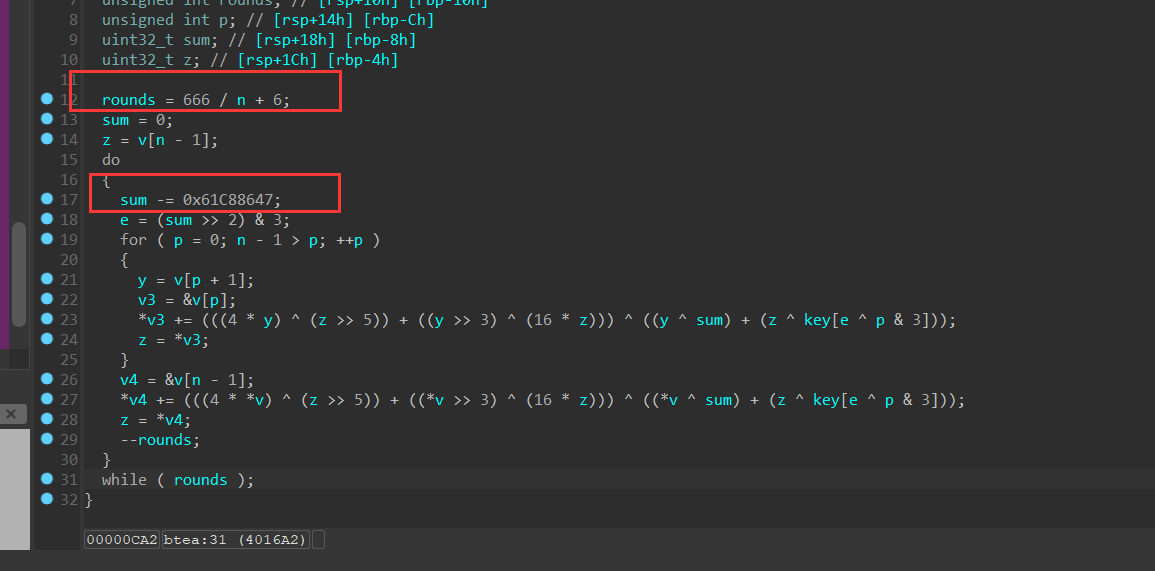 7 unsigned int rounds; // [rsp+10h] [rbp-10h]
8 unsigned int p; // [rsp+14h] [rbp-Ch]
9 uint32_t sum; // [rsp+18h] [rbp-8h]
10 uint32_t z; // [rsp+1Ch] [rbp-4h]
11
12 rounds = 666 / n + 6;
13 sum = 0;
14 z = v[n - 1];
15 do
16 {
17 sum -= 0x61C88647;
18 e = (sum >> 2) & 3;
19 for ( p = 0; n - 1 > p; ++p )
20 {
21 y = v[p + 1];
22 v3 = &v[p];
23 *v3 += (((4 * y) ^ (z >> 5)) + ((y >> 3) ^ (16 * z))) ^ ((y ^ sum) + (z ^ key[e ^ p & 3]));
24 z = *v3;
25 }
26 v4 = &v[n - 1];
27 *v4 += (((4 * *v) ^ (z >> 5)) + ((*v >> 3) ^ (16 * z))) ^ ((*v ^ sum) + (z ^ key[e ^ p & 3]));
28 z = *v4;
29 --rounds;
30 }
31 while ( rounds );
32 }
00000CA2 btea:31 (4016A2)